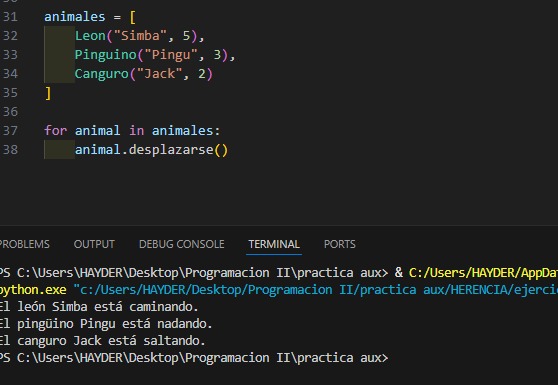 31 animales = [
32 Leon("Simba", 5),
33 Pinguino("Pingu", 3),
34 Canguro("Jack", 2)
35 ]
36
37 for animal in animales:
38 animal.desplazarse()
PROBLEMS OUTPUT DEBUG CONSOLE TERMINAL PORTS
PS C:\Users\HAYDER\Desktop\Programacion II\practica aux> & C:/Users/HAYDER/AppDat
python.exe "c:/Users/HAYDER/Desktop/Programacion II/practica aux/HERENCIA/ejercic
El león Simba está caminando.
El pingüino Pingu está nadando.
El canguro Jack está saltando.
PS C:\Users\HAYDER\Desktop\Programacion II\practica aux>